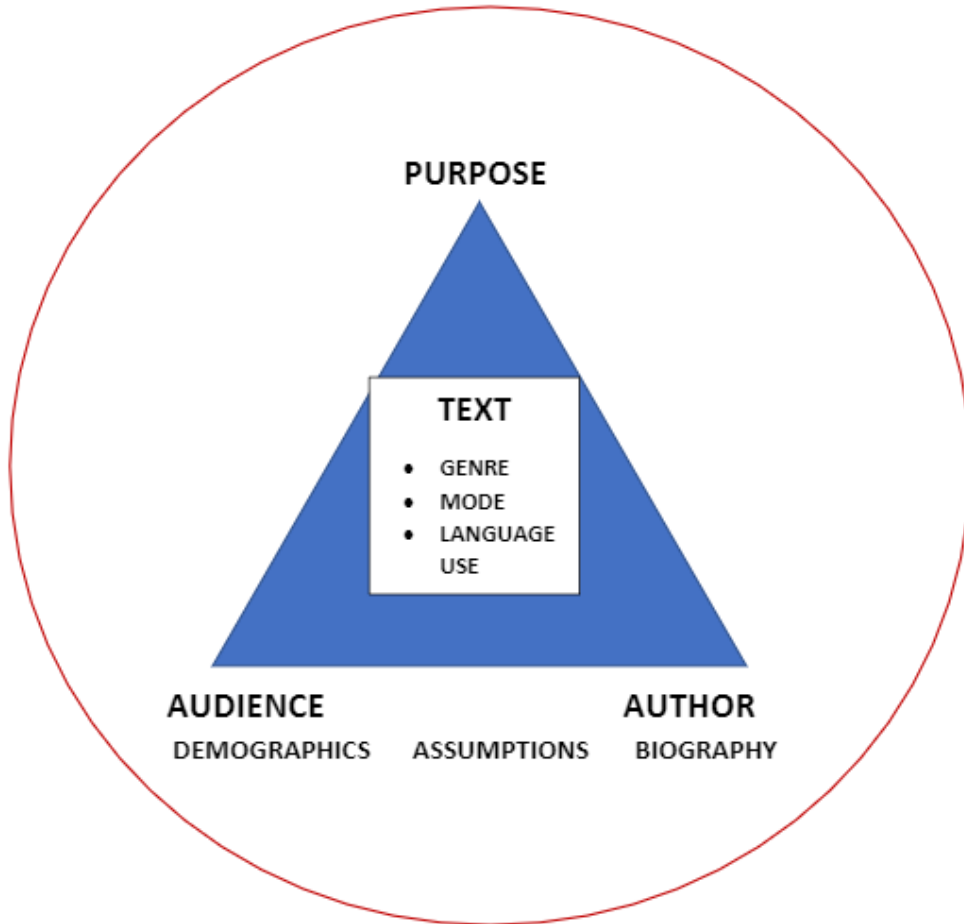 PURPOSE
TEXT
• GENRE
• MODE
• LANGUAGE
USE
AUDIENCE AUTHOR
DEMOGRAPHICS ASSUMPTIONS BIOGRAPHY